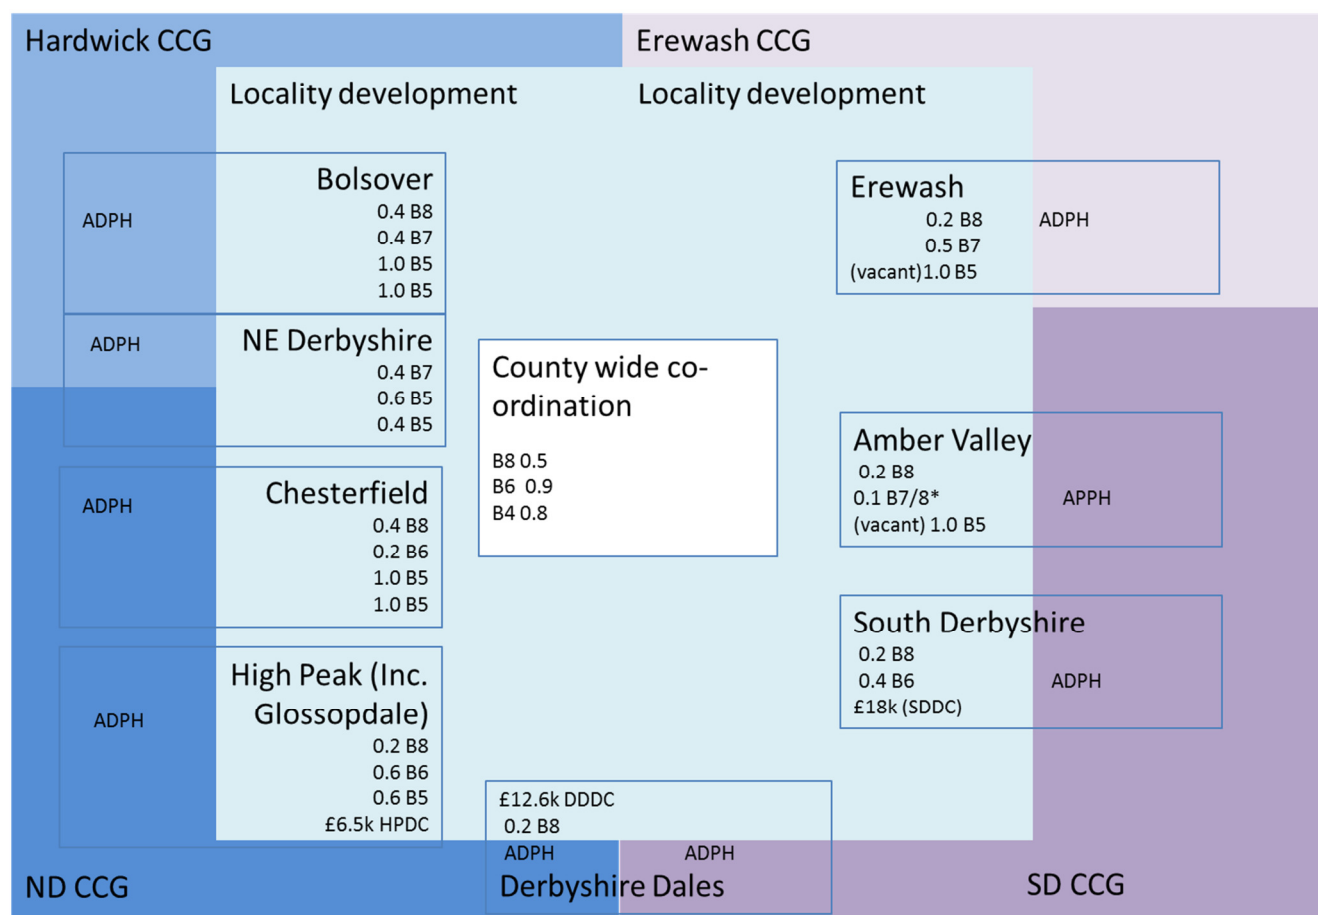 Hardwick CCG
Erewash CCG
Locality development
Locality development
Bolsover
ADPH
0.4 B8
0.4 B7
1.0 B5
1.0 B5
NE Derbyshire
ADPH
0.4 B7
0.6 B5
0.4 B5
Chesterfield
ADPH
0.4 B8
0.2 B6
1.0 B5
1.0 B5
High Peak (Inc.
Glossopdale)
ADPH
0.2 B8
0.6 B6
0.6 B5
£6.5k HPDC
County wide co-
ordination
B8 0.5
B6 0.9
B4 0.8
Erewash
0.2 B8
ADPH
0.5 B7
(vacant)1.0 B5
Amber Valley
0.2 B8
0.1 B7/8*
APPH
(vacant) 1.0 B5
South Derbyshire
0.2 B8
0.4 B6
ADPH
£18k (SDDC)
£12.6k DDDC
0.2 B8
ADPH
ADPH
Derbyshire Dales
ND CCG
SD CCG